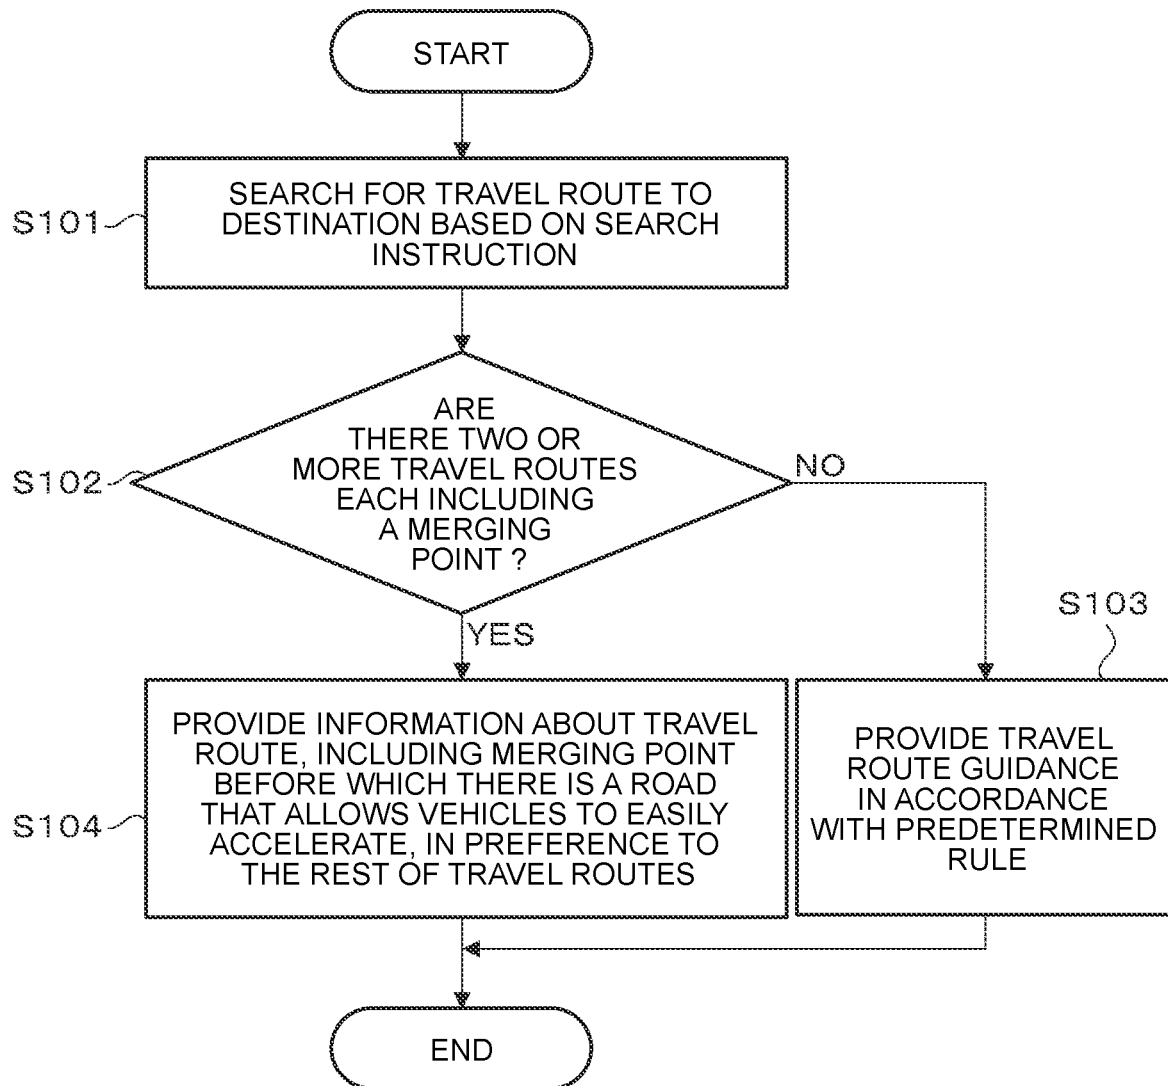 START
S101
SEARCH FOR TRAVEL ROUTE TO
DESTINATION BASED ON SEARCH
INSTRUCTION
S102
ARE
THERE TWO OR
MORE TRAVEL ROUTES
EACH INCLUDING
A MERGING
POINT ?
NO
YES
S103
S104
PROVIDE INFORMATION ABOUT TRAVEL
ROUTE, INCLUDING MERGING POINT
BEFORE WHICH THERE IS A ROAD
THAT ALLOWS VEHICLES TO EASILY
ACCELERATE, IN PREFERENCE TO
THE REST OF TRAVEL ROUTES
PROVIDE TRAVEL
ROUTE GUIDANCE
IN ACCORDANCE
WITH PREDETERMINED
RULE
END